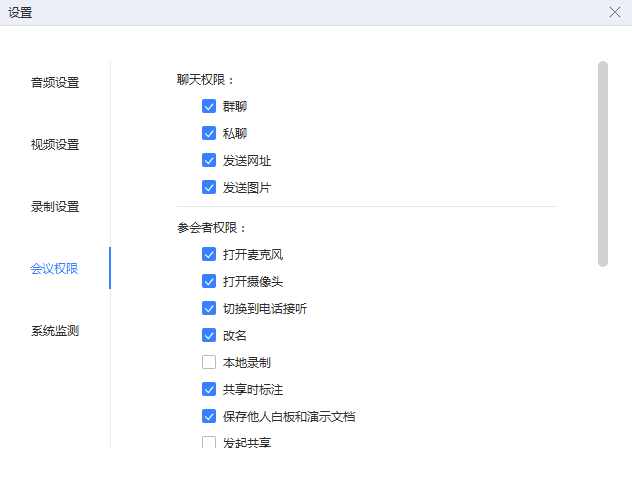 设置
音频设置
视频设置
录制设置
会议权限
系统监测
聊天权限：
群聊
私聊
发送网址
发送图片
参会者权限：
打开麦克风
打开摄像头
切换到电话接听
改名
本地录制
共享时标注
保存他人白板和演示文档
发起共享